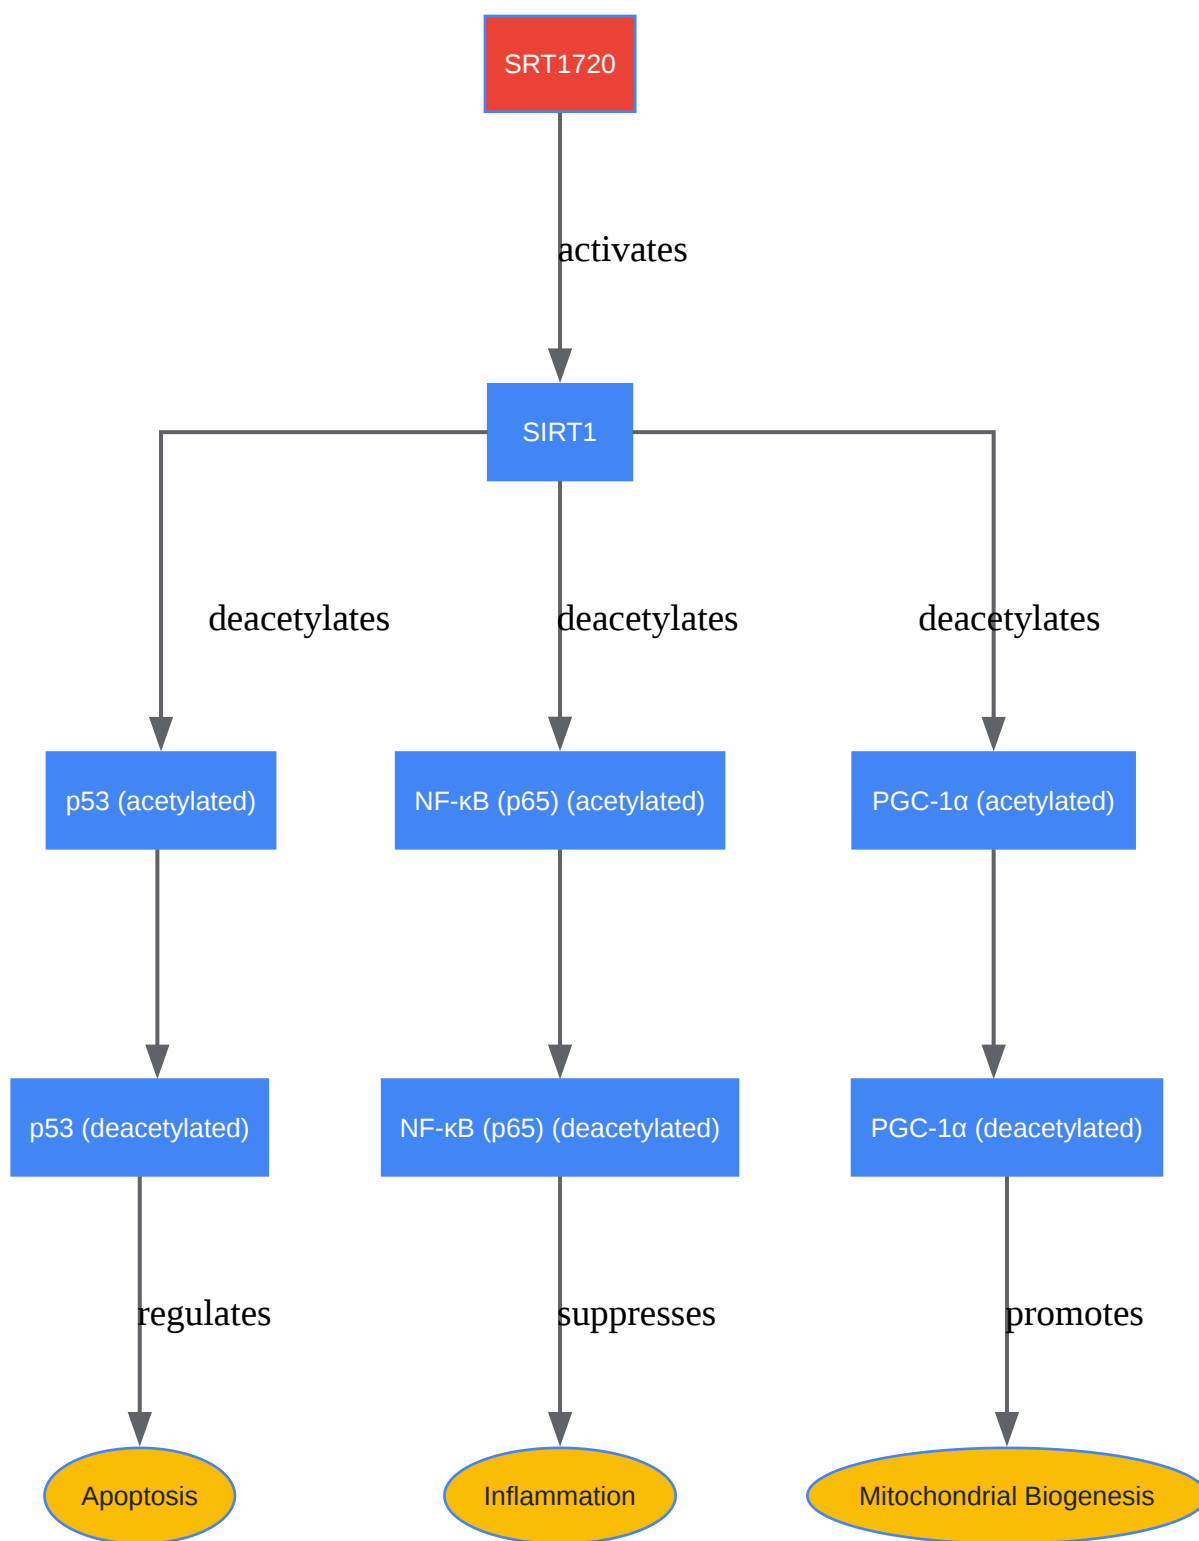 SRT1720
activates
SIRT1
deacetylates
deacetylates
deacetylates
p53 (acetylated)
NF-κB (p65) (acetylated)
PGC-1α (acetylated)
p53 (deacetylated)
NF-κB (p65) (deacetylated)
PGC-1α (deacetylated)
regulates
suppresses
promotes
Apoptosis
Inflammation
Mitochondrial Biogenesis